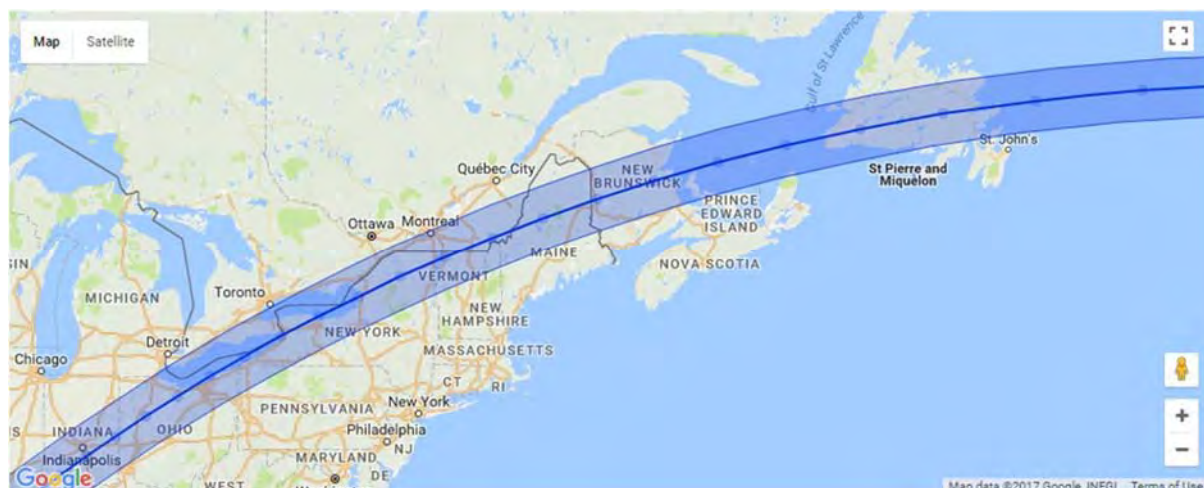 Map Satellite
Gulf of St Lawrence
St. John's
St Pierre and
Miquelon
Québec City
NEW
BRUNSWICK
PRINCE
EDWARD
ISLAND
Ottawa
Montreal
MAINE
NOVA SCOTIA
VERMONT
SIN
MICHIGAN
Toronto
NEW
HAMPSHIRE
NEW YORK
Detroit
MASSACHUSETTS
Chicago
CT
RI
PENNSYLVANIA
New York
IS
INDIANA
OHIO
Philadelphia
NJ
Indianapolis
MARYLAND
DE
WEST
Google
Map data ©2017 Google, INEGI
Terms of Use